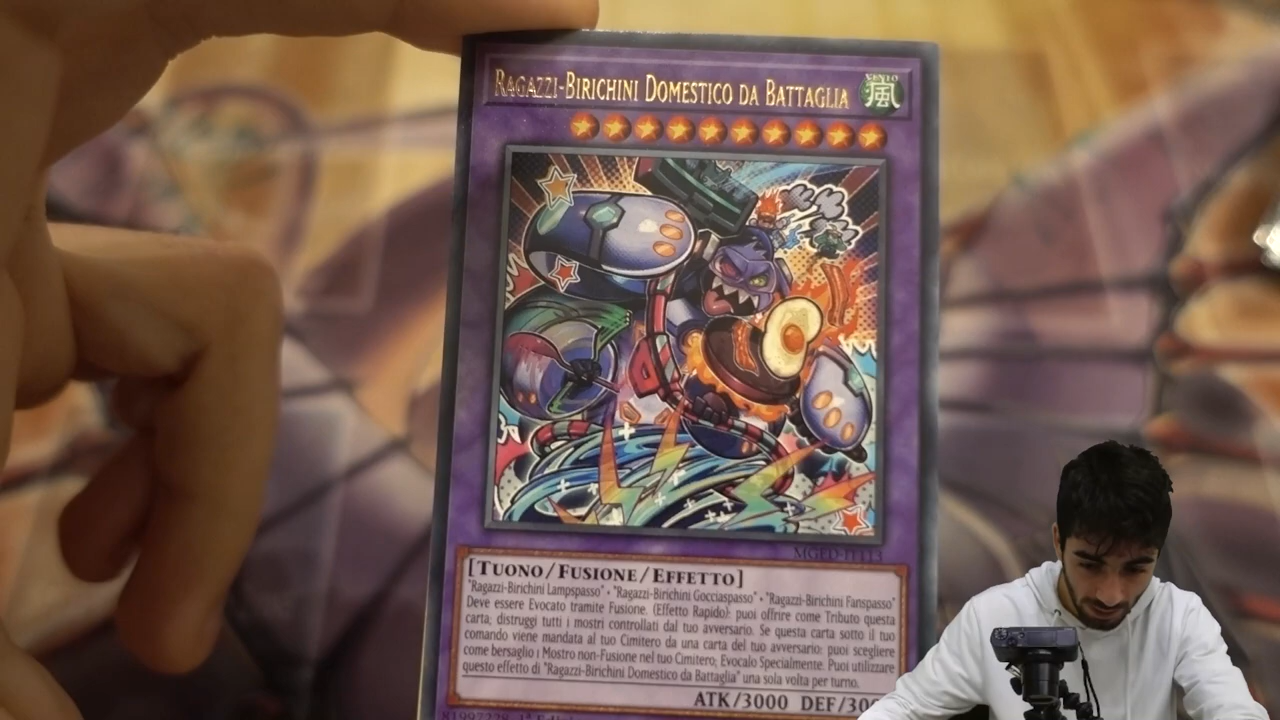 RAGAZZI-BIRICHINI DOMESTICO DA BATTAGLIA
VENTO
風
MGED-IT113
[TUONO/FUSIONE/EFFETTO]
"Ragazzi-Birichini Lampspasso" + "Ragazzi-Birichini Gocciaspasso" + "Ragazzi-Birichini Fanspasso"
Deve essere Evocato tramite Fusione. (Effetto Rapido): puoi offrire come Tributo questa
carta; distruggi tutti i mostri controllati dal tuo avversario. Se questa carta sotto il tuo
comando viene mandata al tuo Cimitero da una carta del tuo avversario: puoi scegliere
come bersaglio 1 Mostro non-Fusione nel tuo Cimitero; Evocalo Specialmente. Puoi utilizzare
questo effetto di "Ragazzi-Birichini Domestico da Battaglia" una sola volta per turno.
ATK/3000 DEF/300